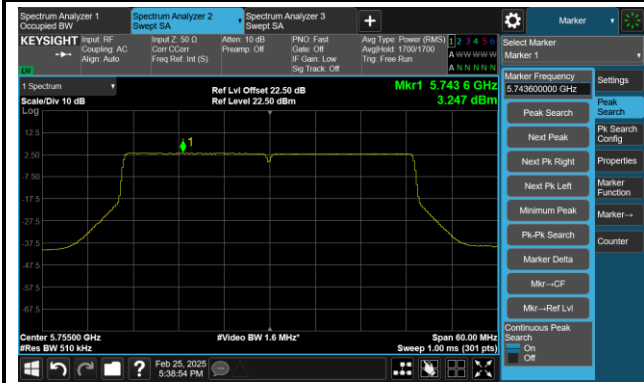 Spectrum Analyzer 1
Occupied BW
Spectrum Analyzer 2
Swept SA
Spectrum Analyzer 3
Swept SA
Marker
KEYSIGHT
Input: RF
Coupling: AC
Align: Auto
Input Z: 50 Ω
Corr CCorr
Freq Ref: Int (S)
Atten: 10 dB
Preamp: Off
PNO: Fast
Gate: Off
IF Gain: Low
Sig Track: Off
Avg Type: Power (RMS)
Avg|Hold: 1700/1700
Trig: Free Run
1 2 3 4 5 6
A W W W W W
A N N N N N
LXI
Select Marker
Marker 1
1 Spectrum
Scale/Div 10 dB
Log
Ref Lvl Offset 22.50 dB
Ref Level 22.50 dBm
Mkr1 5.743 6 GHz
3.247 dBm
12.5
2.50
-7.50
-17.5
-27.5
-37.5
-47.5
-57.5
-67.5
1
Center 5.75500 GHz
#Res BW 510 kHz
#Video BW 1.6 MHz*
Span 60.00 MHz
Sweep 1.00 ms (301 pts)
Marker Frequency
5.743600000 GHz
Peak Search
Next Peak
Next Pk Right
Next Pk Left
Minimum Peak
Pk-Pk Search
Marker Delta
Mkr→CF
Mkr→Ref Lvl
Continuous Peak
Search
On
Off
Settings
Peak
Search
Pk Search
Config
Properties
Marker
Function
Marker→
Counter
?
Feb 25, 2025
5:38:54 PM